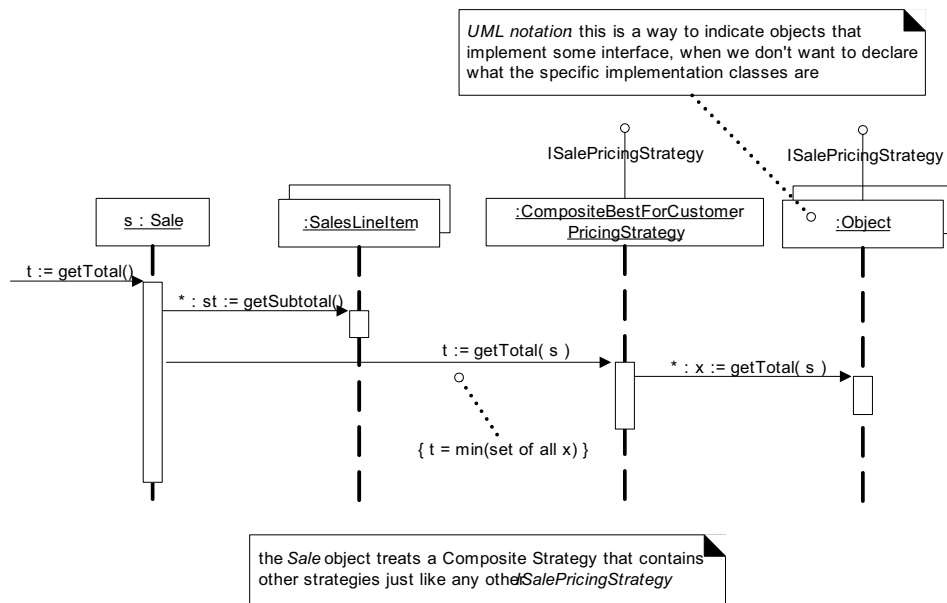 UML notation: this is a way to indicate objects that
implement some interface, when we don't want to declare
what the specific implementation classes are
ISalePricingStrategy
ISalePricingStrategy
s : Sale
:SalesLineItem
:CompositeBestForCustomer
PricingStrategy
:Object
t := getTotal()
* : st := getSubtotal()
t := getTotal( s )
* : x := getTotal( s )
{ t = min(set of all x) }
the Sale object treats a Composite Strategy that contains
other strategies just like any other ISalePricingStrategy